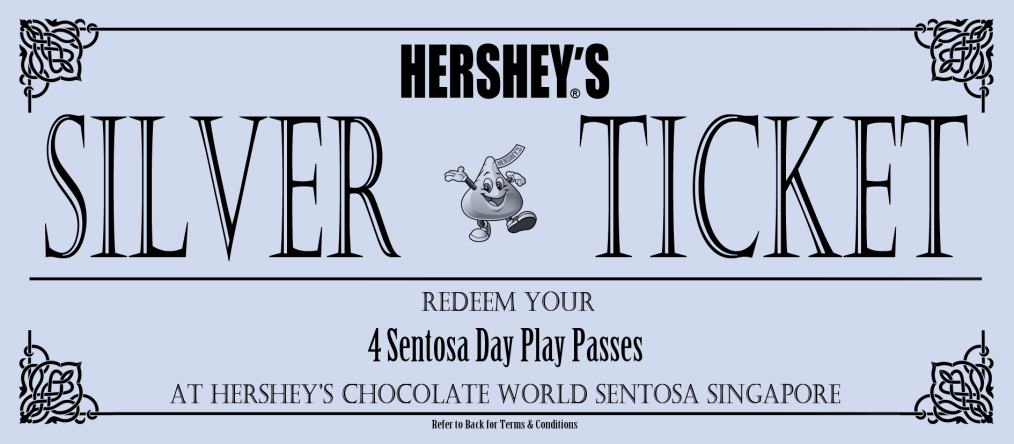 HERSHEY'S®
SILVER TICKET
HERSHEY'S
REDEEM YOUR
4 Sentosa Day Play Passes
AT HERSHEY'S CHOCOLATE WORLD SENTOSA SINGAPORE
Refer to Back for Terms & Conditions